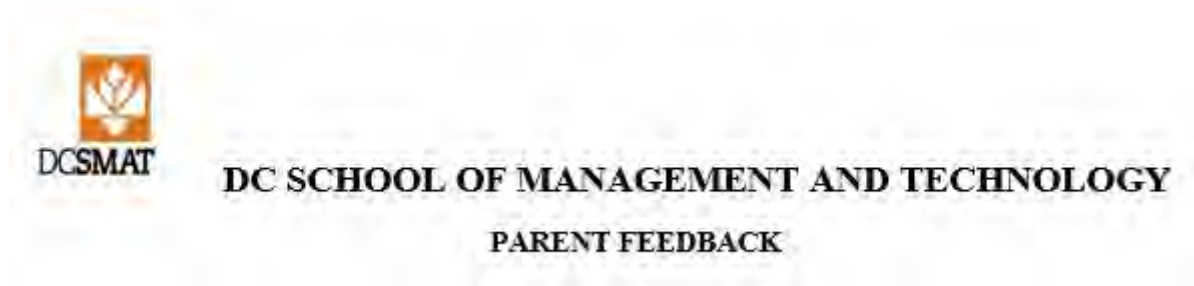 DCSMAT
DC SCHOOL OF MANAGEMENT AND TECHNOLOGY
PARENT FEEDBACK